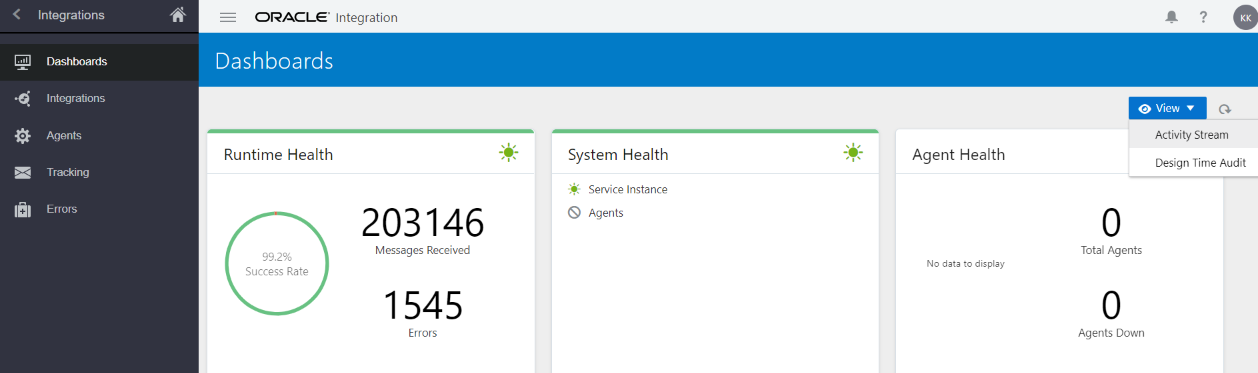 Integrations
ORACLE Integration
?
KK
Dashboards
Dashboards
Integrations
Agents
Tracking
Errors
View
Activity Stream
Design Time Audit
Runtime Health
99.2%
Success Rate
203146
Messages Received
1545
Errors
System Health
Service Instance
Agents
Agent Health
No data to display
0
Total Agents
0
Agents Down